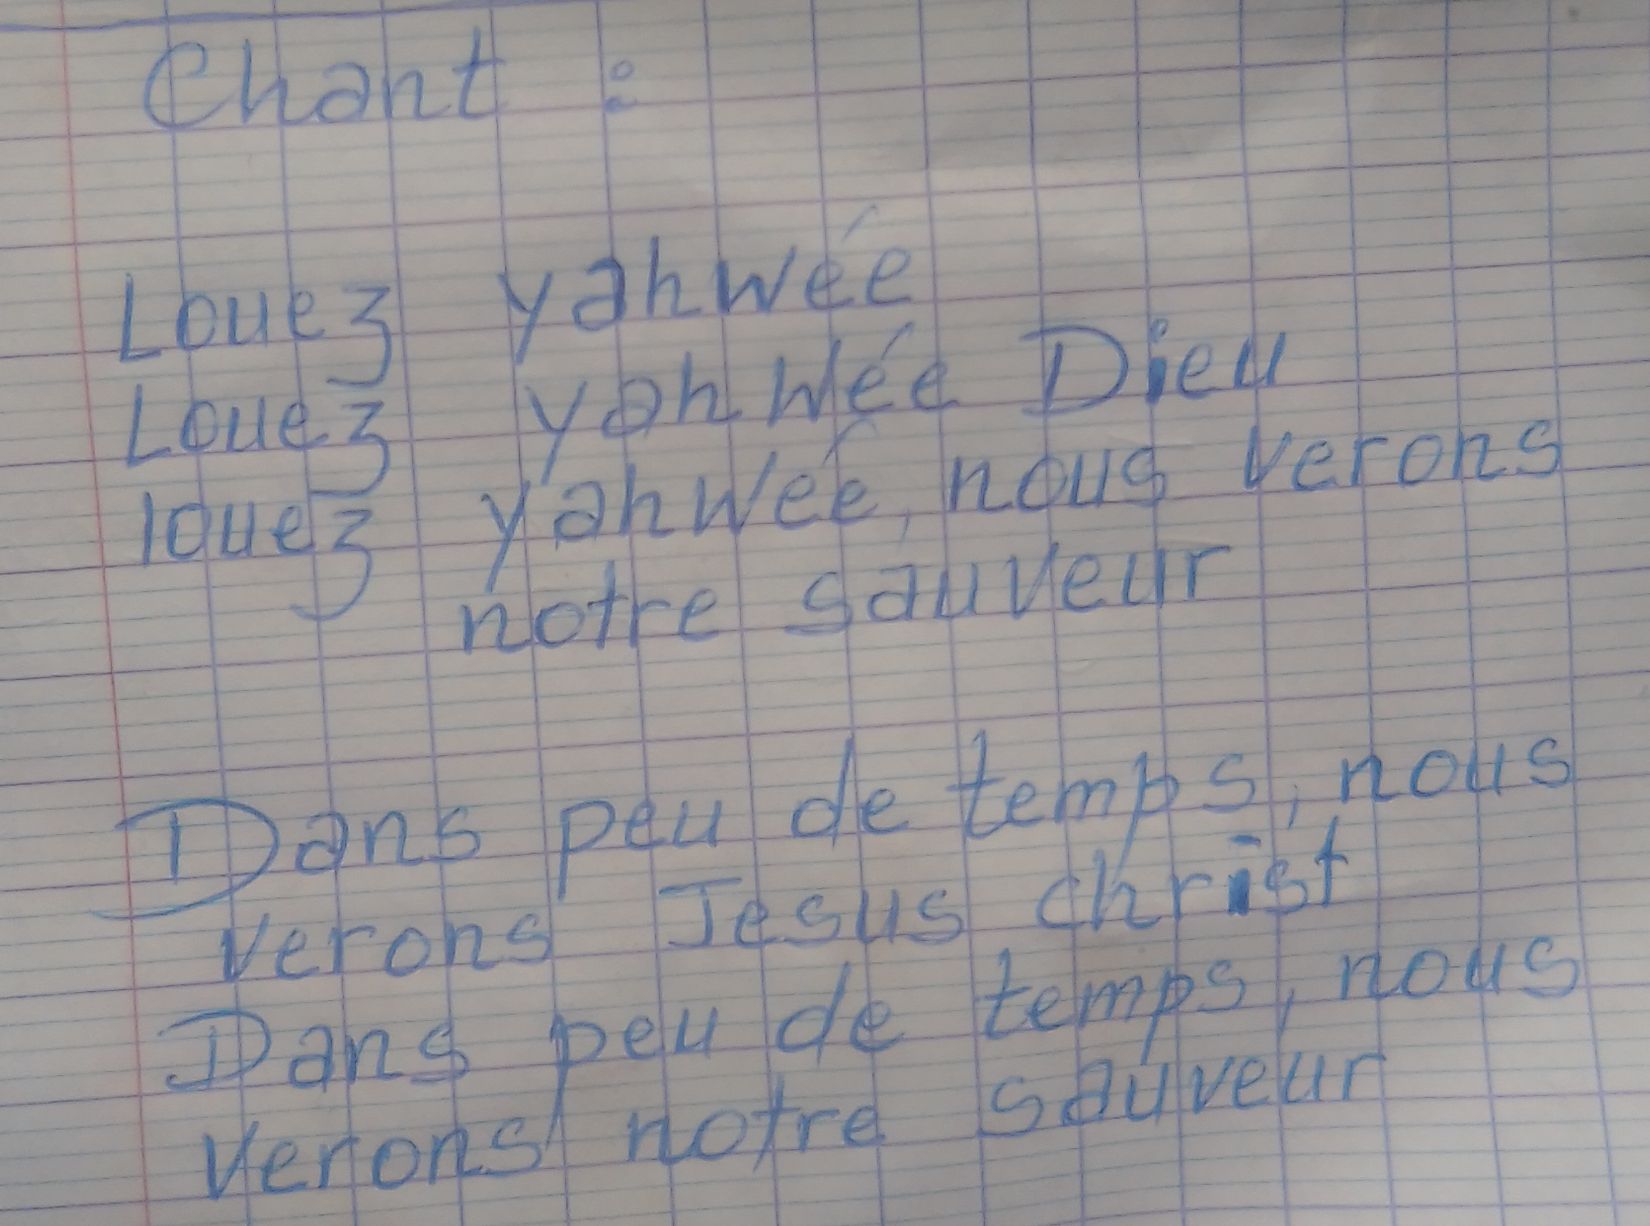 Chant :
Louez yahwée
Louez yahwée Dieu
louez yahwée, nous verons
notre sauveur
Dans peu de temps, nous
verons Jesus christ
Dans peu de temps, nous
verons notre sauveur